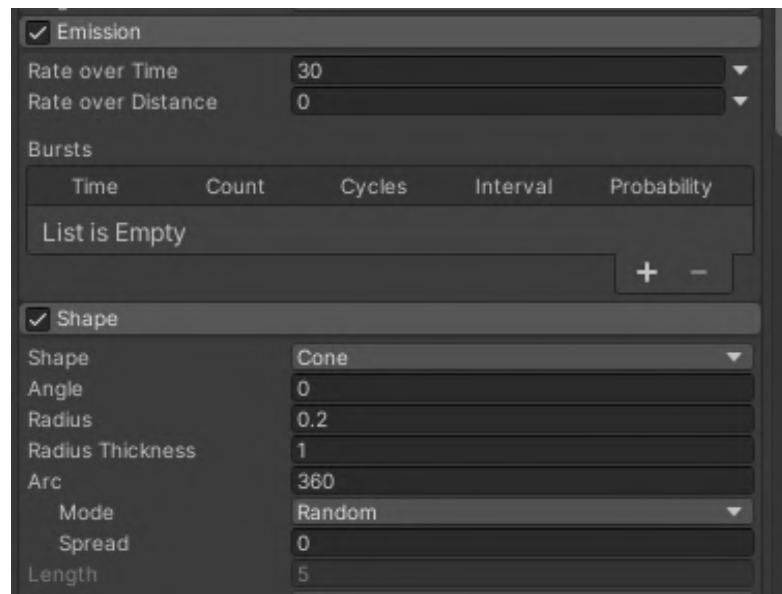 Emission
Rate over Time 30
Rate over Distance 0
Bursts
Time Count Cycles Interval Probability
List is Empty
+ -
Shape
Shape Cone
Angle 0
Radius 0.2
Radius Thickness 1
Arc 360
Mode Random
Spread 0
Length 5